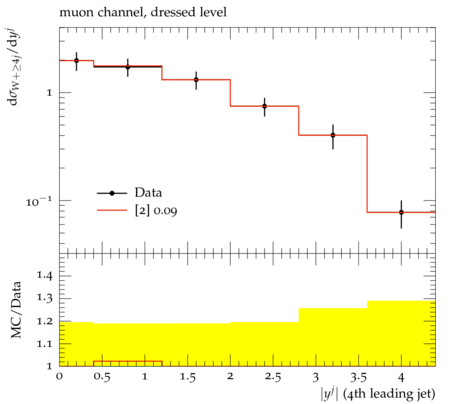 muon channel, dressed level
dσ_{W+≥4j}/dy^j
1
10^{−1}
Data
[2] 0.09
MC/Data
1.4
1.3
1.2
1.1
1
0 0.5 1 1.5 2 2.5 3 3.5 4
|y^j| (4th leading jet)